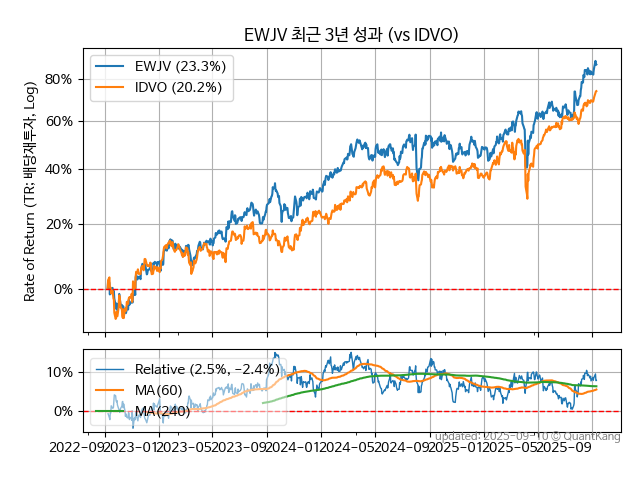 EWJV 최근 3년 성과 (vs IDVO)
Rate of Return (TR: 배당재투자, Log)
80%
60%
40%
20%
0%
EWJV (23.3%)
IDVO (20.2%)
10%
0%
Relative (2.5%, −2.4%)
MA(60)
MA(240)
2022-09 2023-01 2023-05 2023-09 2024-01 2024-05 2024-09 2025-01 2025-05 2025-09
updated: 2025-09-10 © QuantKang